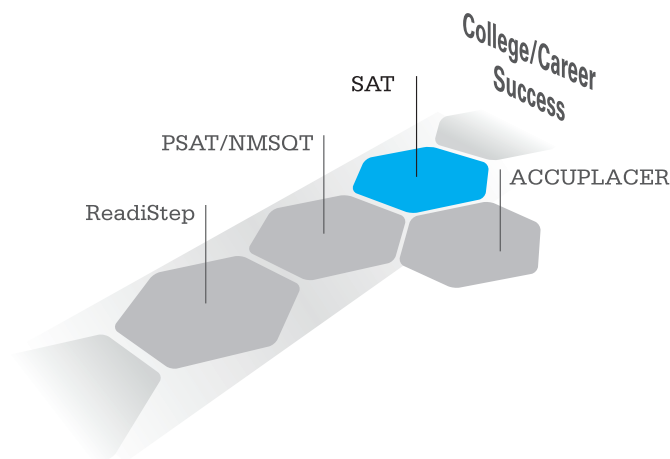 College/Career
Success
SAT
PSAT/NMSQT
ACCUPLACER
ReadiStep